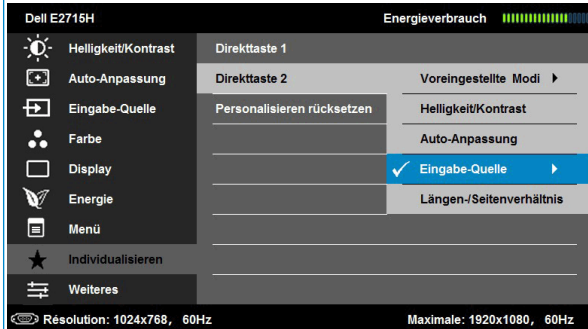 Dell E2715H Energieverbrauch
Helligkeit/Kontrast Direkttaste 1
Auto-Anpassung Direkttaste 2 Voreingestellte Modi
Eingabe-Quelle Personalisieren rücksetzen Helligkeit/Kontrast
Farbe Auto-Anpassung
Display Eingabe-Quelle
Energie Längen-/Seitenverhältnis
Menü
Individualisieren
Weiteres
Résolution: 1024x768, 60Hz Maximale: 1920x1080, 60Hz